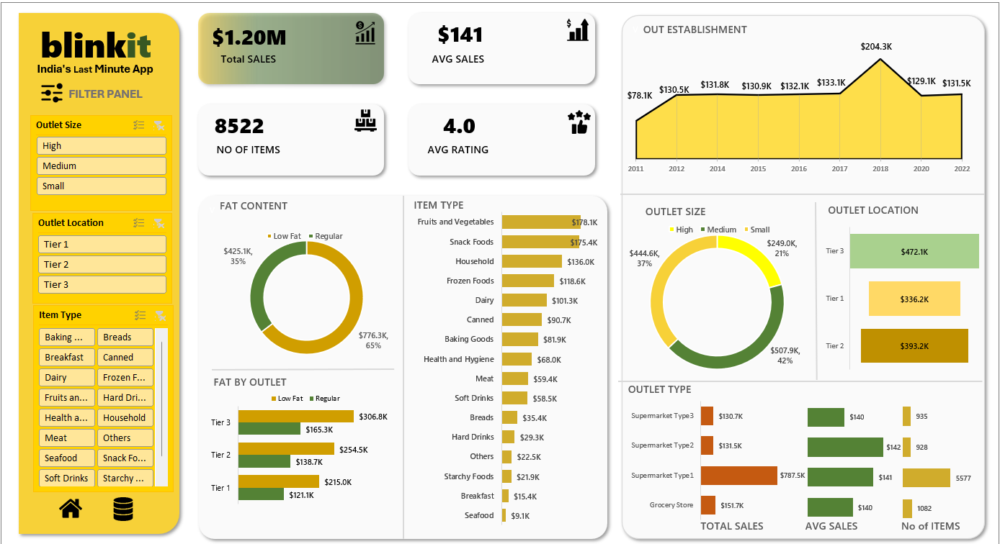 blinkit
India's Last Minute App
FILTER PANEL
Outlet Size
High
Medium
Small
Outlet Location
Tier 1
Tier 2
Tier 3
Item Type
Baking ... Breads
Breakfast Canned
Dairy Frozen F...
Fruits an... Hard Dri...
Health a... Household
Meat Others
Seafood Snack Fo...
Soft Drinks Starchy ...
$1.20M
Total SALES
$
$141
AVG SALES
$
8522
NO OF ITEMS
4.0
AVG RATING
OUT ESTABLISHMENT
$78.1K $130.5K $131.8K $130.9K $132.1K $133.1K $204.3K $129.1K $131.5K
2011 2012 2014 2015 2016 2017 2018 2020 2022
FAT CONTENT
Low Fat Regular
$425.1K,
35%
$776.3K,
65%
FAT BY OUTLET
Low Fat Regular
Tier 3 $306.8K
$165.3K
Tier 2 $254.5K
$138.7K
Tier 1 $215.0K
$121.1K
ITEM TYPE
Fruits and Vegetables $178.1K
Snack Foods $175.4K
Household $136.0K
Frozen Foods $118.6K
Dairy $101.3K
Canned $90.7K
Baking Goods $81.9K
Health and Hygiene $68.0K
Meat $59.4K
Soft Drinks $58.5K
Breads $35.4K
Hard Drinks $29.3K
Others $22.5K
Starchy Foods $21.9K
Breakfast $15.4K
Seafood $9.1K
OUTLET SIZE
High Medium Small
$249.0K,
21%
$444.6K,
37%
$507.9K,
42%
OUTLET LOCATION
Tier 3 $472.1K
Tier 1 $336.2K
Tier 2 $393.2K
OUTLET TYPE
Supermarket Type3 $130.7K $140 935
Supermarket Type2 $131.5K $142 928
Supermarket Type1 $787.5K $141 5577
Grocery Store $151.7K $140 1082
TOTAL SALES AVG SALES No of ITEMS